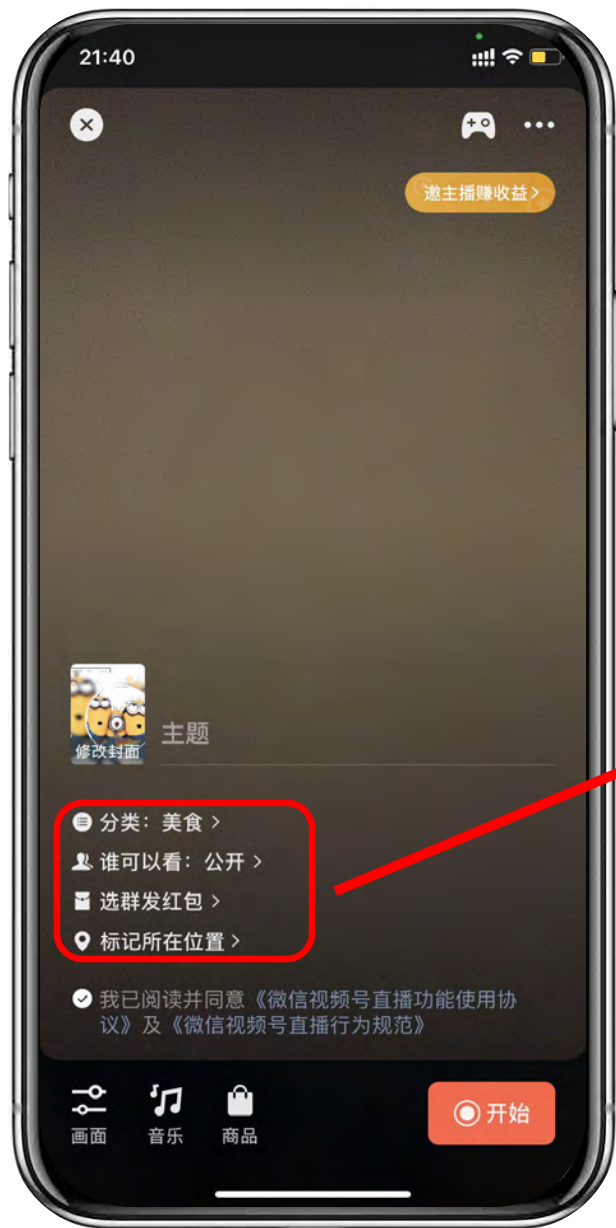 21:40
邀主播赚收益>
修改封面
主题
分类：美食 >
谁可以看：公开 >
选群发红包 >
标记所在位置 >
我已阅读并同意《微信视频号直播功能使用协
议》及《微信视频号直播行为规范》
画面
音乐
商品
开始